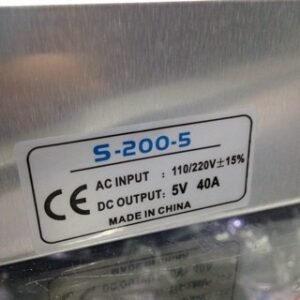 S-200-5
CE AC INPUT : 110/220V±15%
DC OUTPUT: 5V 40A
MADE IN CHINA